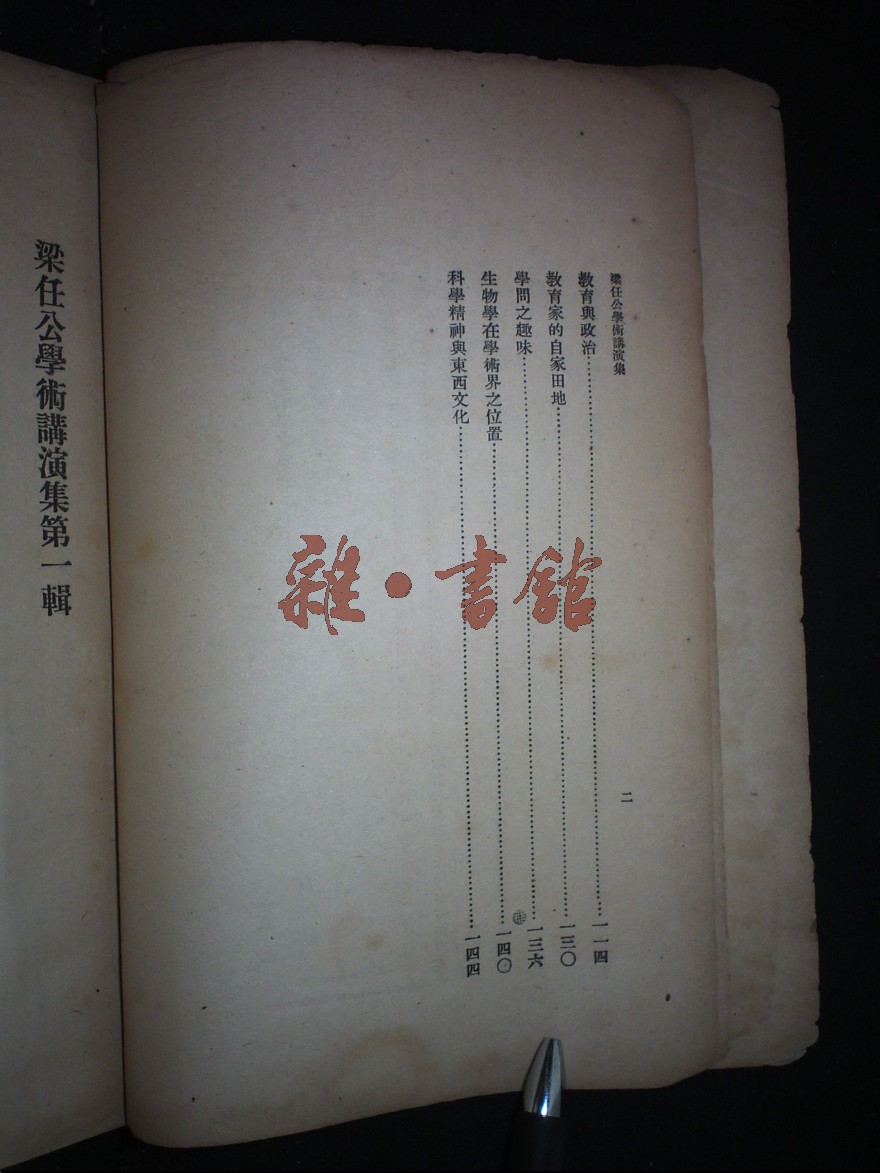 梁任公學術講演集
二
教育與政治……一一四
教育家的自家田地……一三〇
學問之趣味……一三六
生物學在學術界之位置……一四〇
科學精神與東西文化……一四四
梁任公學術講演集第一輯
雜·書館